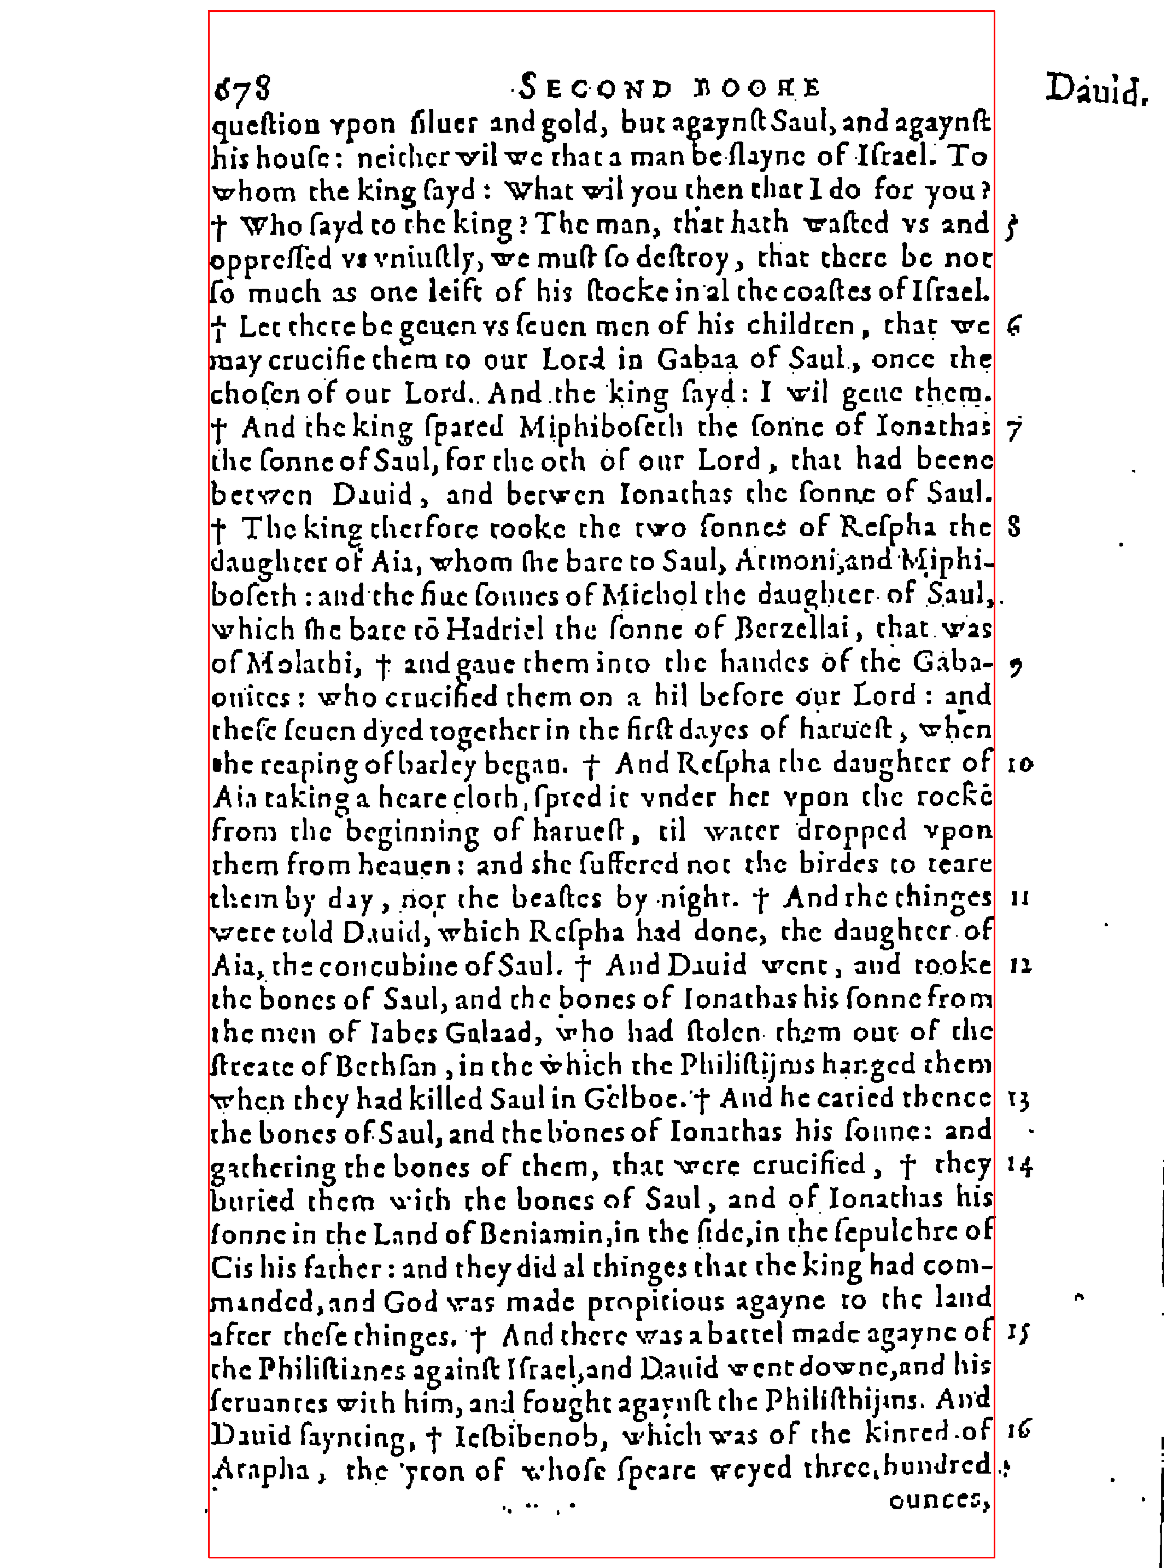 678 SECOND BOOKE Dauid.
queſtion vpon ſiluer and gold, but agaynſt Saul, and agaynſt
his houſe: neither wil we that a man be ſlayne of Iſrael. To
whom the king ſayd: What wil you then that I do for you?
† Who ſayd to the king? The man, that hath waſted vs and 5
oppreſſed vs vniuſtly, we muſt ſo deſtroy, that there be not
ſo much as one leift of his ſtocke in al the coaſtes of Iſrael.
† Let there be geuen vs ſeuen men of his children, that we 6
may crucifie them to our Lord in Gabaa of Saul, once the
choſen of our Lord. And the king ſayd: I wil geue them.
† And the king ſpared Miphiboſeth the ſonne of Ionathas 7
the ſonne of Saul, for the oth of our Lord, that had beene
betwen Dauid, and betwen Ionathas the ſonne of Saul.
† The king therfore tooke the two ſonnes of Reſpha the 8
daughter of Aia, whom ſhe bare to Saul, Armoni, and Miphi-
boſeth: and the fiue ſonnes of Michol the daughter of Saul,
which ſhe bare to Hadriel the ſonne of Berzellai, that was
of Molathi, † and gaue them into the handes of the Gaba- 9
onites: who crucified them on a hil before our Lord: and
theſe ſeuen dyed together in the firſt dayes of harueſt, when
the reaping of barley began. † And Reſpha the daughter of 10
Aia taking a heare cloth, ſpred it vnder her vpon the rocke
from the beginning of harueſt, til water dropped vpon
them from heauen: and she ſuffered not the birdes to teare
them by day, nor the beaſtes by night. † And the thinges 11
were told Dauid, which Reſpha had done, the daughter of
Aia, the concubine of Saul. † And Dauid went, and tooke 12
the bones of Saul, and the bones of Ionathas his ſonne from
the men of Iabes Galaad, who had ſtolen them out of the
ſtreate of Bethſan, in the which the Philiſtijms hanged them
when they had killed Saul in Gelboe. † And he caried thence 13
the bones of Saul, and the bones of Ionathas his ſonne: and
gathering the bones of them, that were crucified, † they 14
buried them with the bones of Saul, and of Ionathas his
ſonne in the Land of Beniamin, in the ſide, in the ſepulchre of
Cis his father: and they did al thinges that the king had com-
manded, and God was made propitious agayne to the land
after theſe thinges. † And there was a battel made agayne of 15
the Philiſtianes againſt Iſrael, and Dauid went downe, and his
ſeruantes with him, and fought agaynſt the Philiſthijms. And
Dauid faynting, † Ieſbibenob, which was of the kinred of 16
Arapha, the yron of whoſe ſpeare weyed three hundred
ounces,